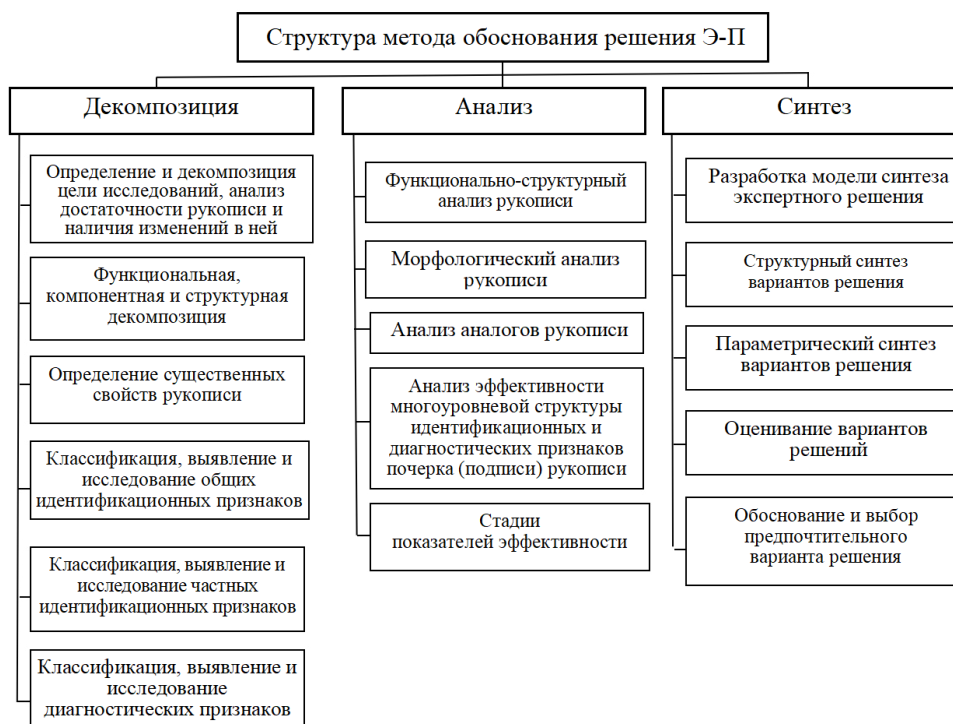 Структура метода обоснования решения Э-П
Декомпозиция
Определение и декомпозиция
цели исследований, анализ
достаточности рукописи и
наличия изменений в ней
Функциональная,
компонентная и структурная
декомпозиция
Определение существенных
свойств рукописи
Классификация, выявление и
исследование общих
идентификационных признаков
Классификация, выявление и
исследование частных
идентификационных признаков
Классификация, выявление и
исследование
диагностических признаков
Анализ
Функционально-структурный
анализ рукописи
Морфологический анализ
рукописи
Анализ аналогов рукописи
Анализ эффективности
многоуровневой структуры
идентификационных и
диагностических признаков
почерка (подписи) рукописи
Стадии
показателей эффективности
Синтез
Разработка модели синтеза
экспертного решения
Структурный синтез
вариантов решения
Параметрический синтез
вариантов решения
Оценивание вариантов
решений
Обоснование и выбор
предпочтительного
варианта решения